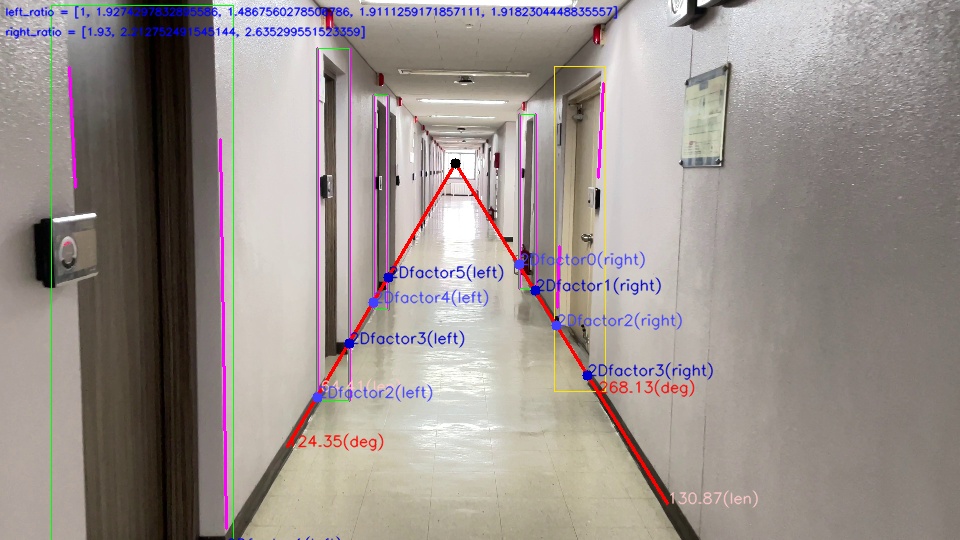 left_ratio = [1, 1.9274297832895586, 1.4867560278506786, 1.9111259171857111, 1.9182304448835557]
right_ratio = [1.93, 2.212752491545144, 2.635299551523359]
2Dfactor0(right)
2Dfactor5(left)
2Dfactor1(right)
2Dfactor4(left)
2Dfactor2(right)
2Dfactor3(left)
2Dfactor3(right)
268.13(deg)
2Dfactor2(left)
24.35(deg)
130.87(len)